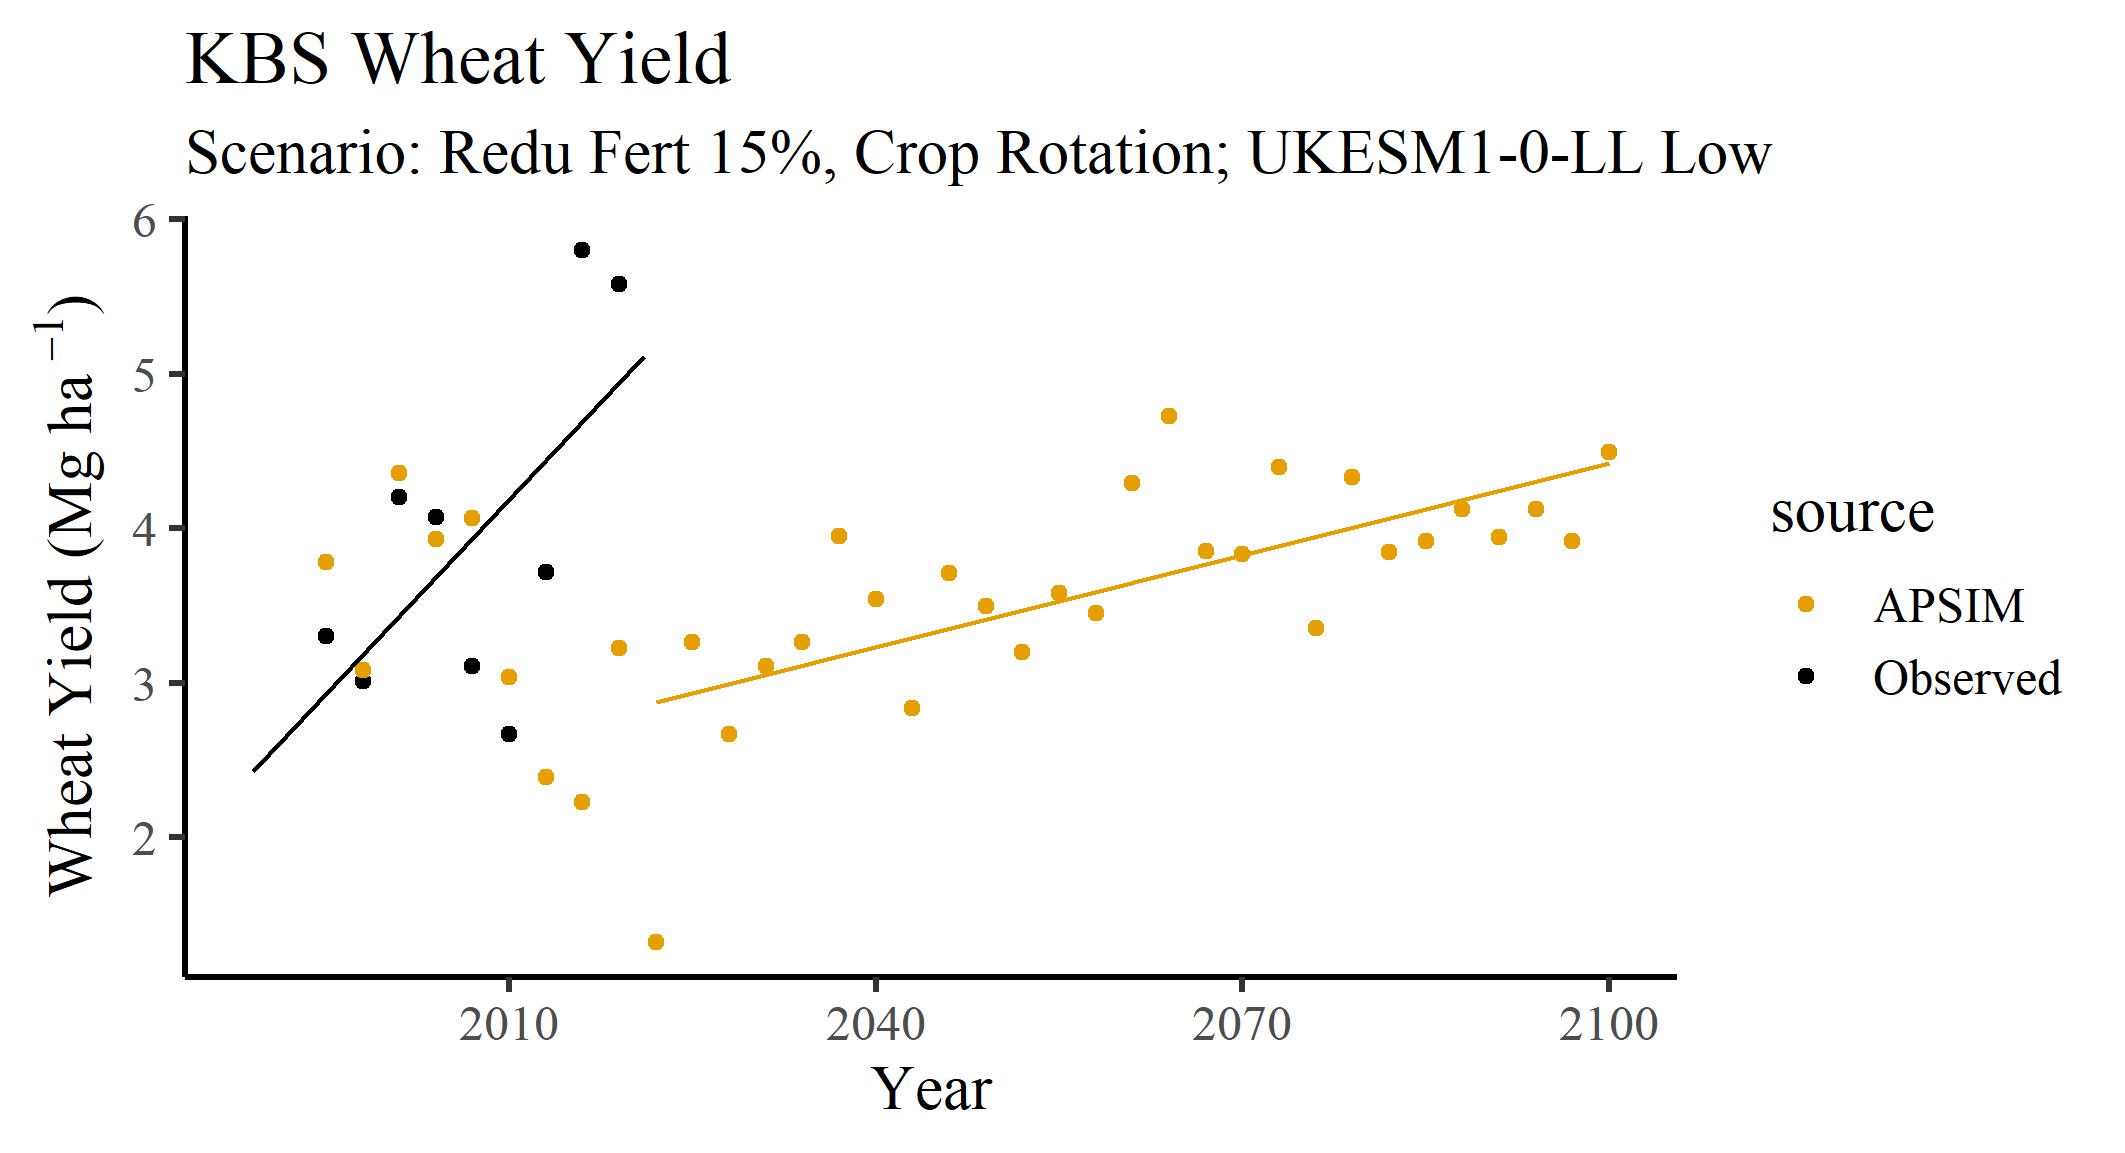 KBS Wheat Yield
Scenario: Redu Fert 15%, Crop Rotation; UKESM1-0-LL Low
Wheat Yield (Mg ha −1)
6
5
4
3
2
2010
2040
2070
2100
Year
source
APSIM
Observed